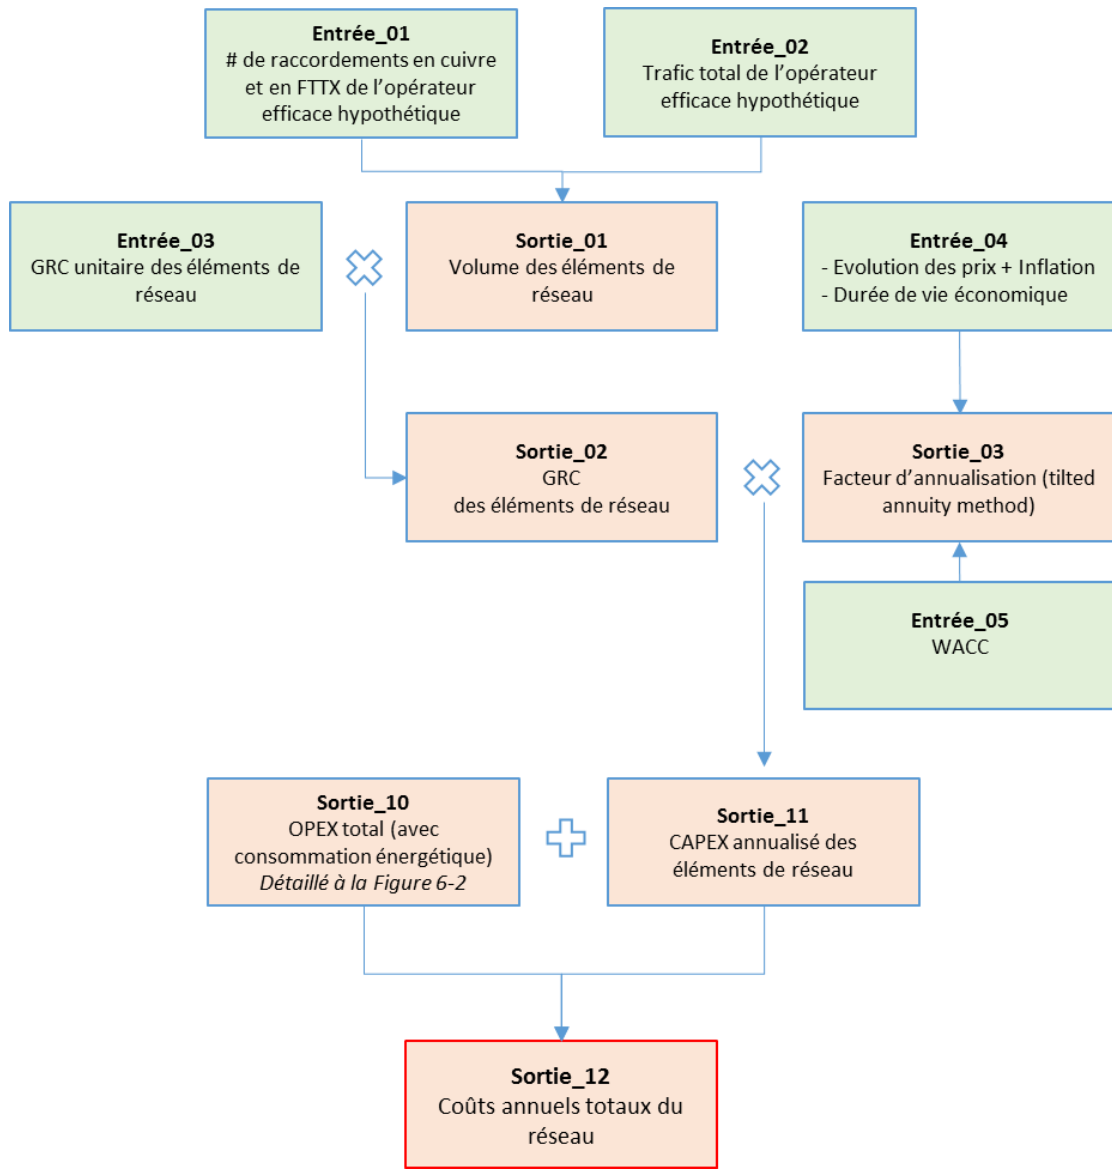 Entrée_01
# de raccordements en cuivre
et en FTTX de l'opérateur
efficace hypothétique
Entrée_02
Trafic total de l'opérateur
efficace hypothétique
Entrée_03
GRC unitaire des éléments de
réseau
Sortie_01
Volume des éléments de
réseau
Entrée_04
- Evolution des prix + Inflation
- Durée de vie économique
Sortie_02
GRC
des éléments de réseau
Sortie_03
Facteur d'annualisation (tilted
annuity method)
Entrée_05
WACC
Sortie_10
OPEX total (avec
consommation énergétique)
Détaillé à la Figure 6-2
Sortie_11
CAPEX annualisé des
éléments de réseau
Sortie_12
Coûts annuels totaux du
réseau